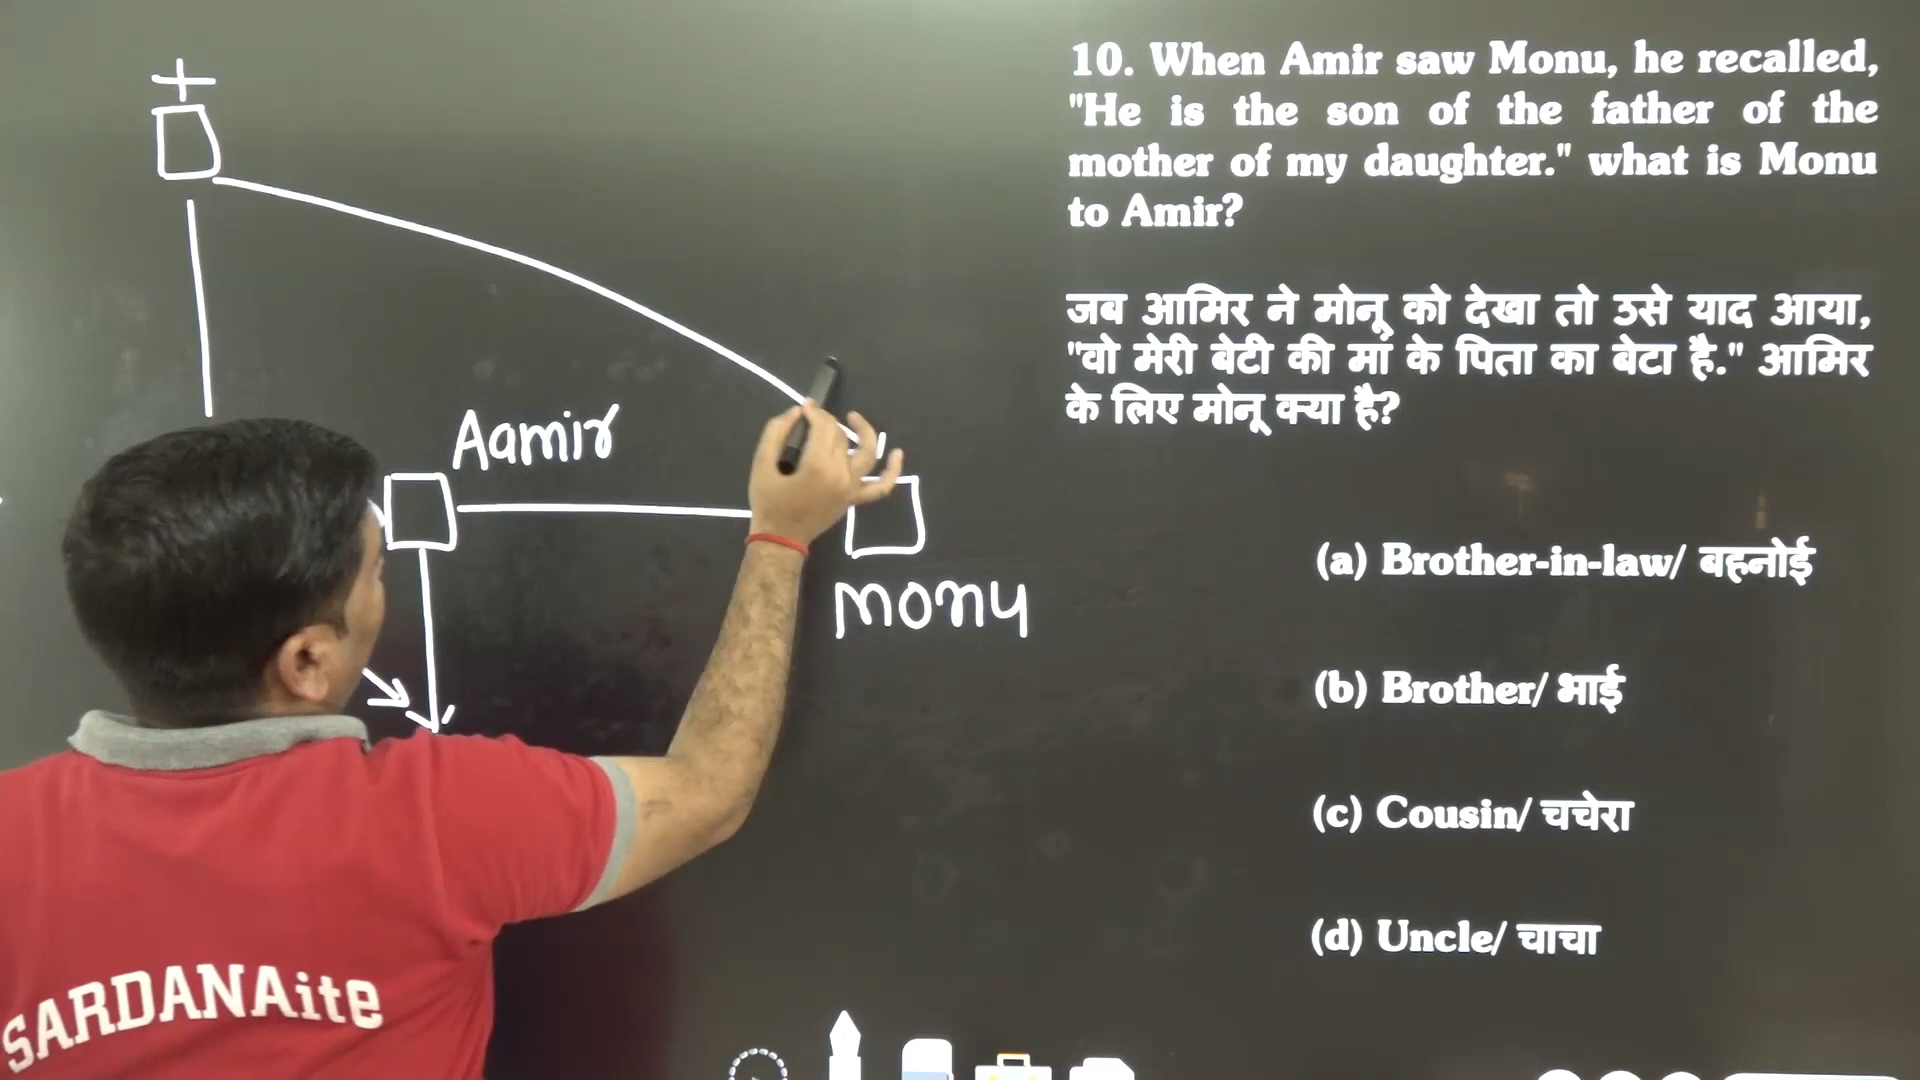 10. When Amir saw Monu, he recalled,
"He is the son of the father of the
mother of my daughter." what is Monu
to Amir?
जब आमिर ने मोनू को देखा तो उसे याद आया,
"वो मेरी बेटी की मां के पिता का बेटा है." आमिर
के लिए मोनू क्या है?
(a) Brother-in-law/ बहनोई
(b) Brother/ भाई
(c) Cousin/ चचेरा
(d) Uncle/ चाचा
+
Aamir
monu
SARDANAite